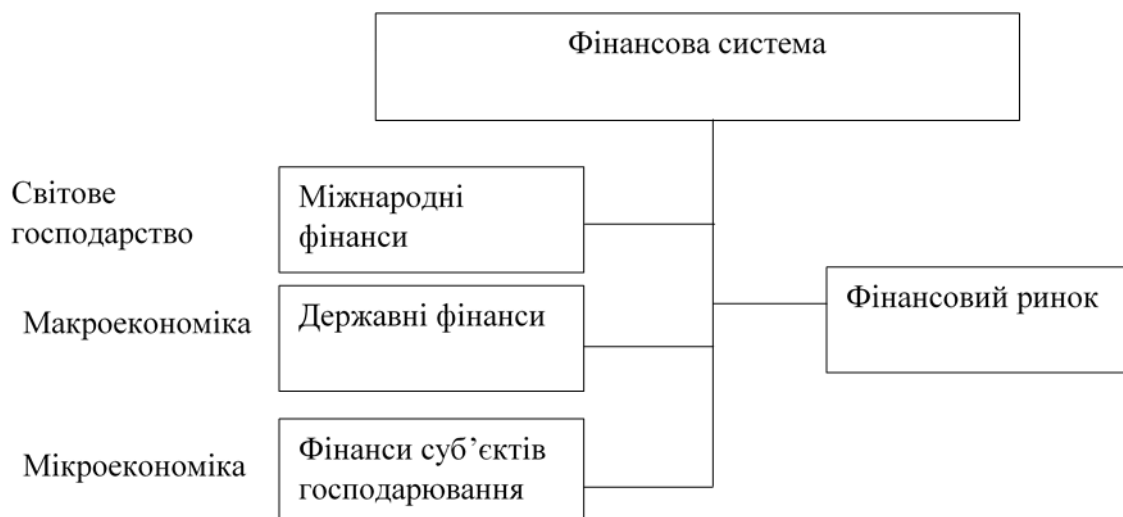 Фінансова система
Світове
господарство
Міжнародні
фінанси
Фінансовий ринок
Макроекономіка
Державні фінанси
Мікроекономіка
Фінанси суб’єктів
господарювання